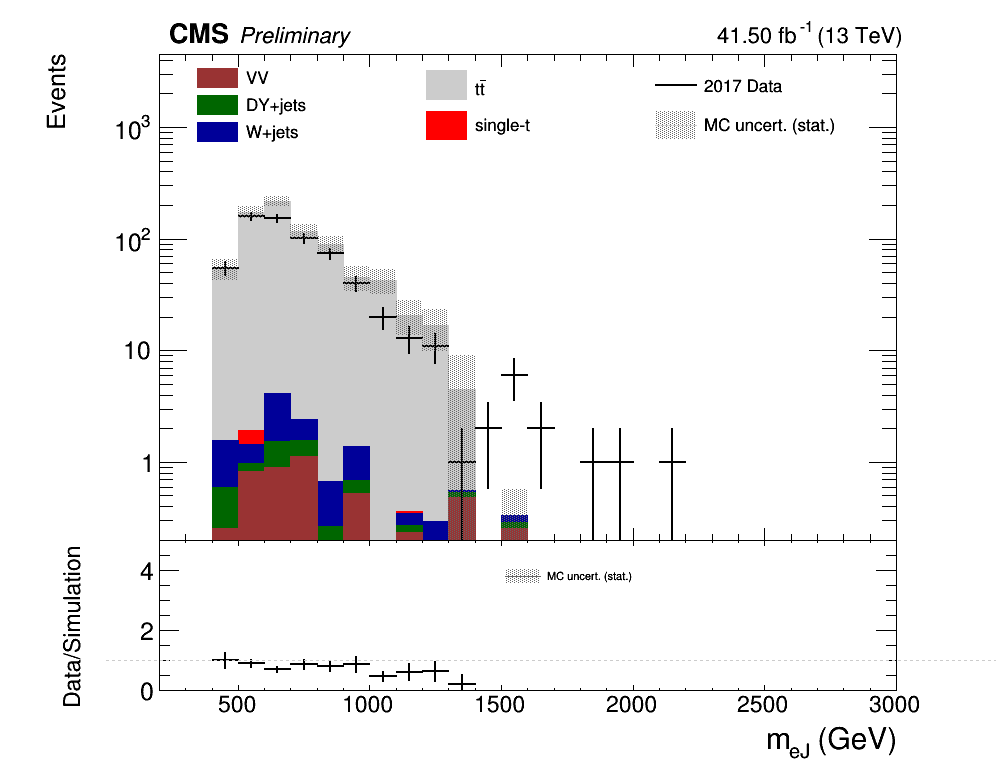 CMS Preliminary 41.50 fb⁻¹ (13 TeV)
Events
VV
DY+jets
W+jets
tt̄
single-t
2017 Data
MC uncert. (stat.)
10³
10²
10
1
Data/Simulation
MC uncert. (stat.)
4
2
0
500 1000 1500 2000 2500 3000
m_eJ (GeV)